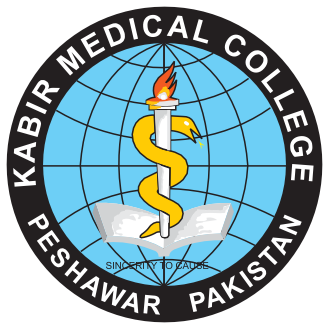 KABIR MEDICAL COLLEGE
SINCERITY TO CAUSE
PESHAWAR PAKISTAN